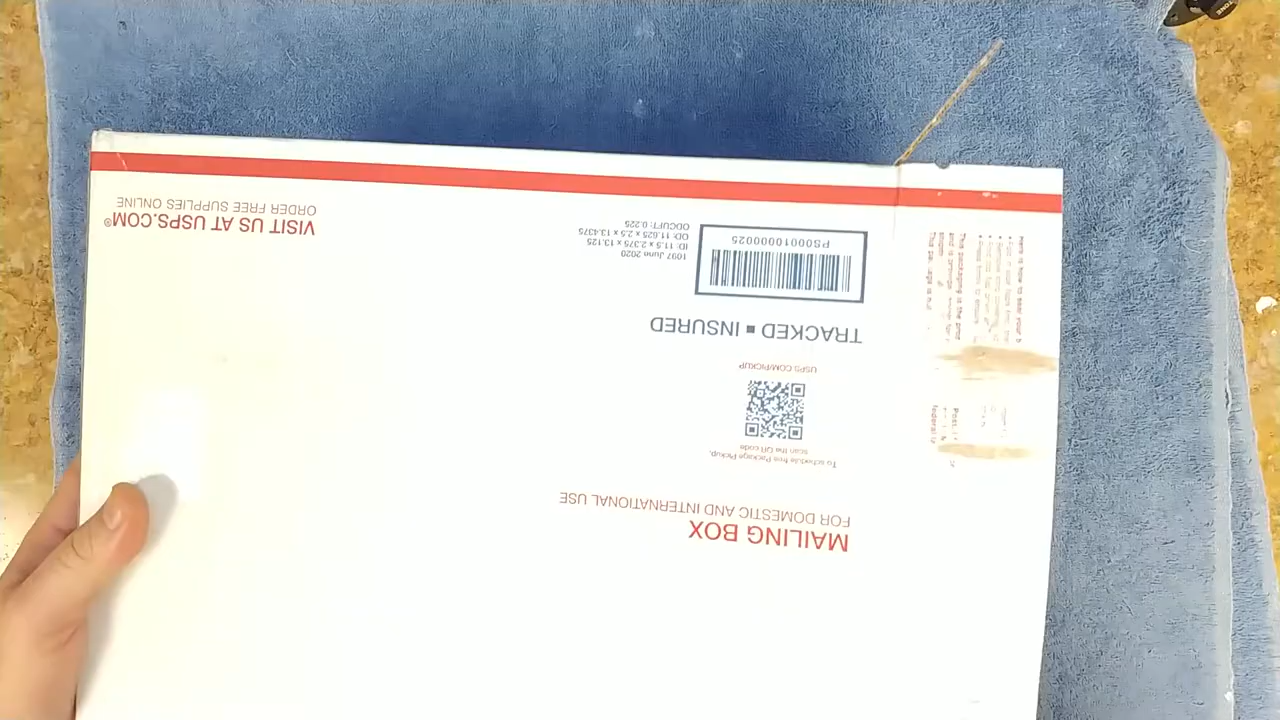 MAILING BOX
FOR DOMESTIC AND INTERNATIONAL USE
To schedule free Package Pickup,
scan the QR code.
USPS.COM/PICKUP
TRACKED ■ INSURED
PS00010000025
1097 June 2020
ID: 11.5 x 2.375 x 13.125
OD: 11.625 x 2.5 x 13.4375
ODCUFT: 0.225
VISIT US AT USPS.COM®
ORDER FREE SUPPLIES ONLINE